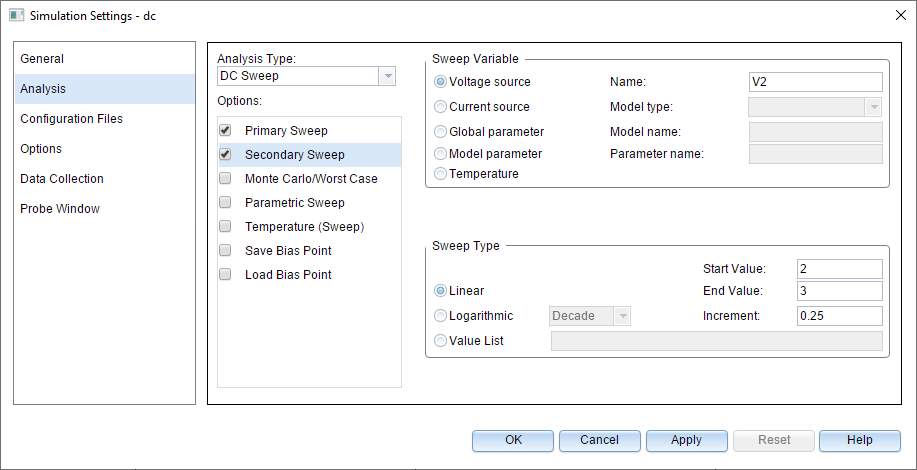 Simulation Settings - dc
General
Analysis
Configuration Files
Options
Data Collection
Probe Window
Analysis Type:
DC Sweep
Options:
Primary Sweep
Secondary Sweep
Monte Carlo/Worst Case
Parametric Sweep
Temperature (Sweep)
Save Bias Point
Load Bias Point
Sweep Variable
Voltage source Name: V2
Current source Model type:
Global parameter Model name:
Model parameter Parameter name:
Temperature
Sweep Type
Start Value: 2
Linear End Value: 3
Logarithmic Decade Increment: 0.25
Value List
OK Cancel Apply Reset Help